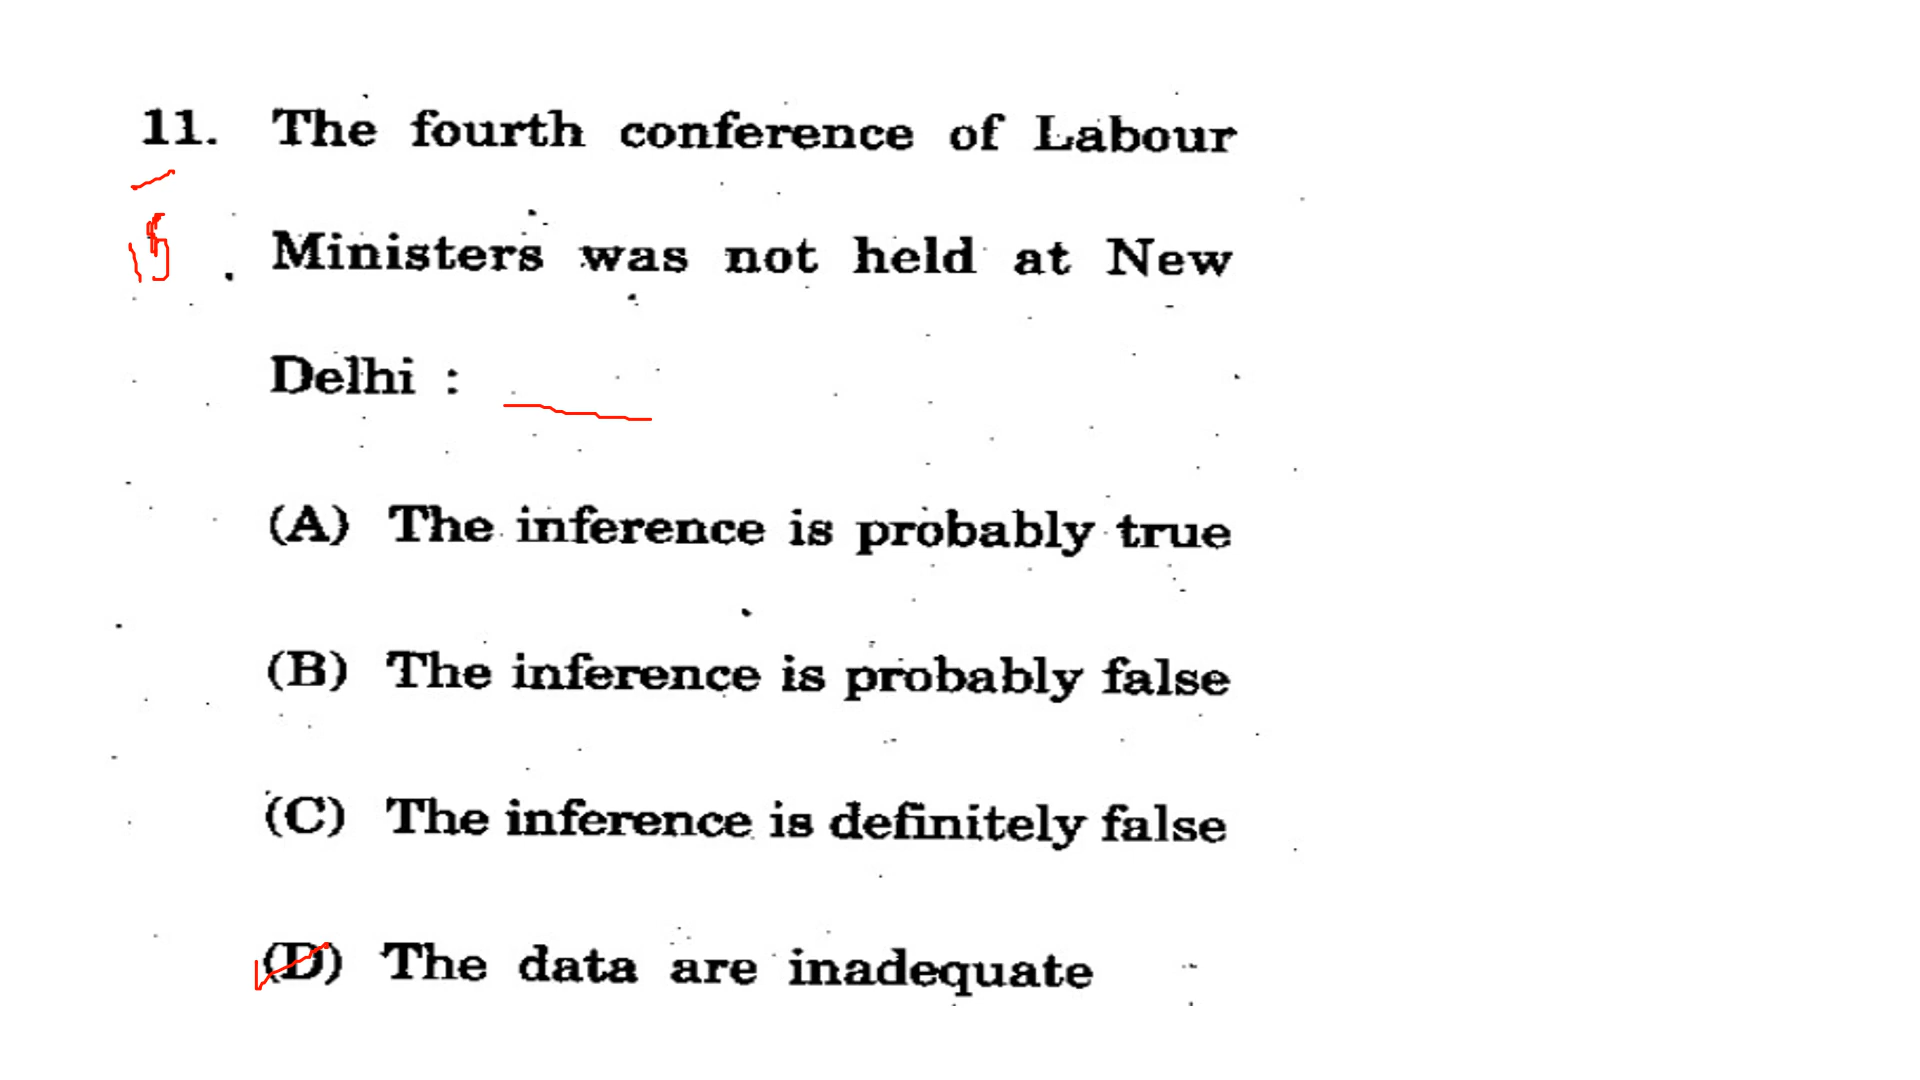 11. The fourth conference of Labour
Ministers was not held at New
Delhi :
(A) The inference is probably true
(B) The inference is probably false
(C) The inference is definitely false
(D) The data are inadequate